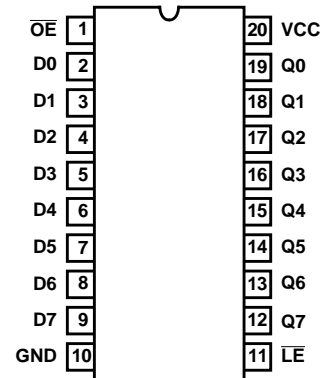 O̅E̅ 1 20 VCC
D0 2 19 Q0
D1 3 18 Q1
D2 4 17 Q2
D3 5 16 Q3
D4 6 15 Q4
D5 7 14 Q5
D6 8 13 Q6
D7 9 12 Q7
GND 10 11 L̅E̅